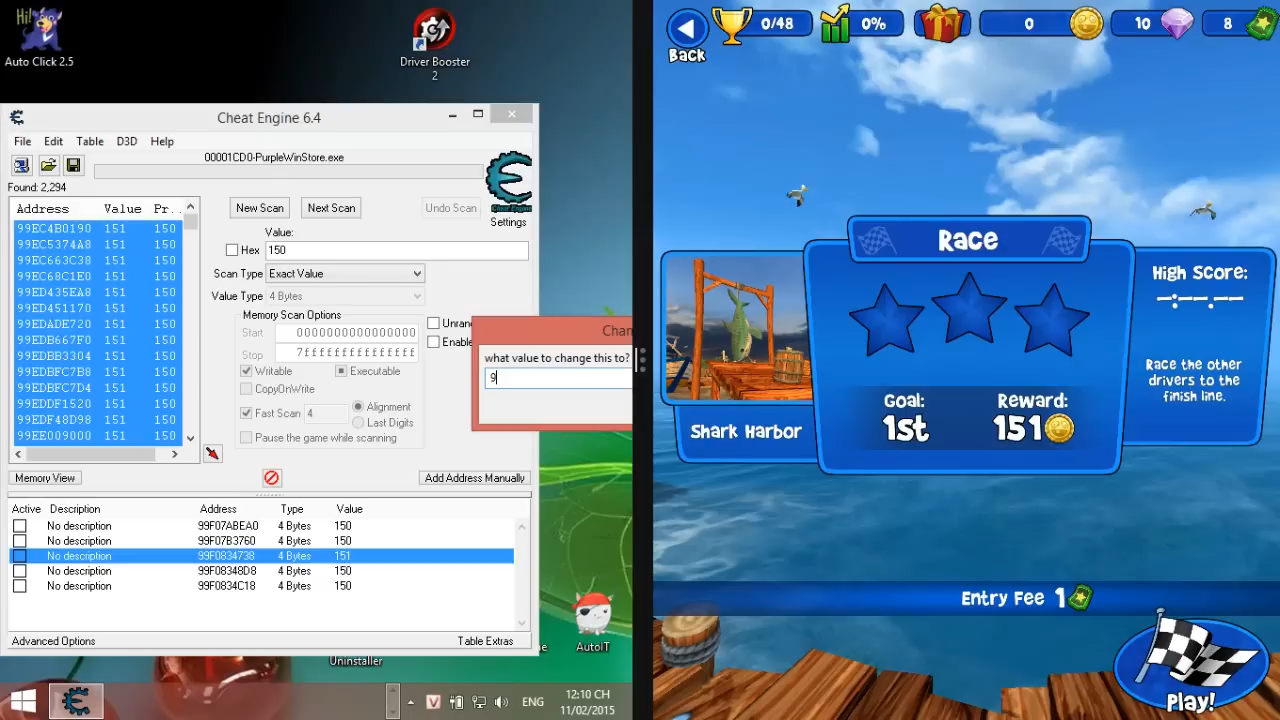 Hi!
Auto Click 2.5
Driver Booster
2
Cheat Engine 6.4
File Edit Table D3D Help
00001CD0-PurpleWinStore.exe
Found: 2,294
Address Value Pr..
99EC4B0190 151 150
99EC5374A8 151 150
99EC663C38 151 150
99EC68C1E0 151 150
99ED435EA8 151 150
99ED451170 151 150
99EDADE720 151 150
99EDB667F0 151 150
99EDBB3304 151 150
99EDBFC7B8 151 150
99EDBFC7D4 151 150
99EDDF1520 151 150
99EDF48D98 151 150
99EE009000 151 150
New Scan Next Scan Undo Scan
Cheat Engine
Settings
Value:
Hex 150
Scan Type Exact Value
Value Type 4 Bytes
Memory Scan Options
Start 0000000000000000
Stop 7fffffffffffffff
Writable Executable
CopyOnWrite
Fast Scan 4 Alignment
Last Digits
Pause the game while scanning
Unran
Enable
Chan
what value to change this to?
9
Memory View Add Address Manually
Active Description Address Type Value
No description 99F07ABEA0 4 Bytes 150
No description 99F07B3760 4 Bytes 150
No description 99F0834738 4 Bytes 151
No description 99F08348D8 4 Bytes 150
No description 99F0834C18 4 Bytes 150
Advanced Options Table Extras
ne
AutoIT
Uninstaller
V
ENG
12:10 CH
11/02/2015
Back
0/48 0% 0 10 8
Race
Shark Harbor
Goal:
1st
Reward:
151
High Score:
-:--.--
Race the other
drivers to the
finish line.
Entry Fee 1
Play!